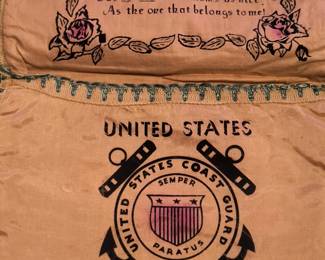 As the one that belongs to me!
UNITED STATES
UNITED STATES COAST GUARD
SEMPER
PARATUS